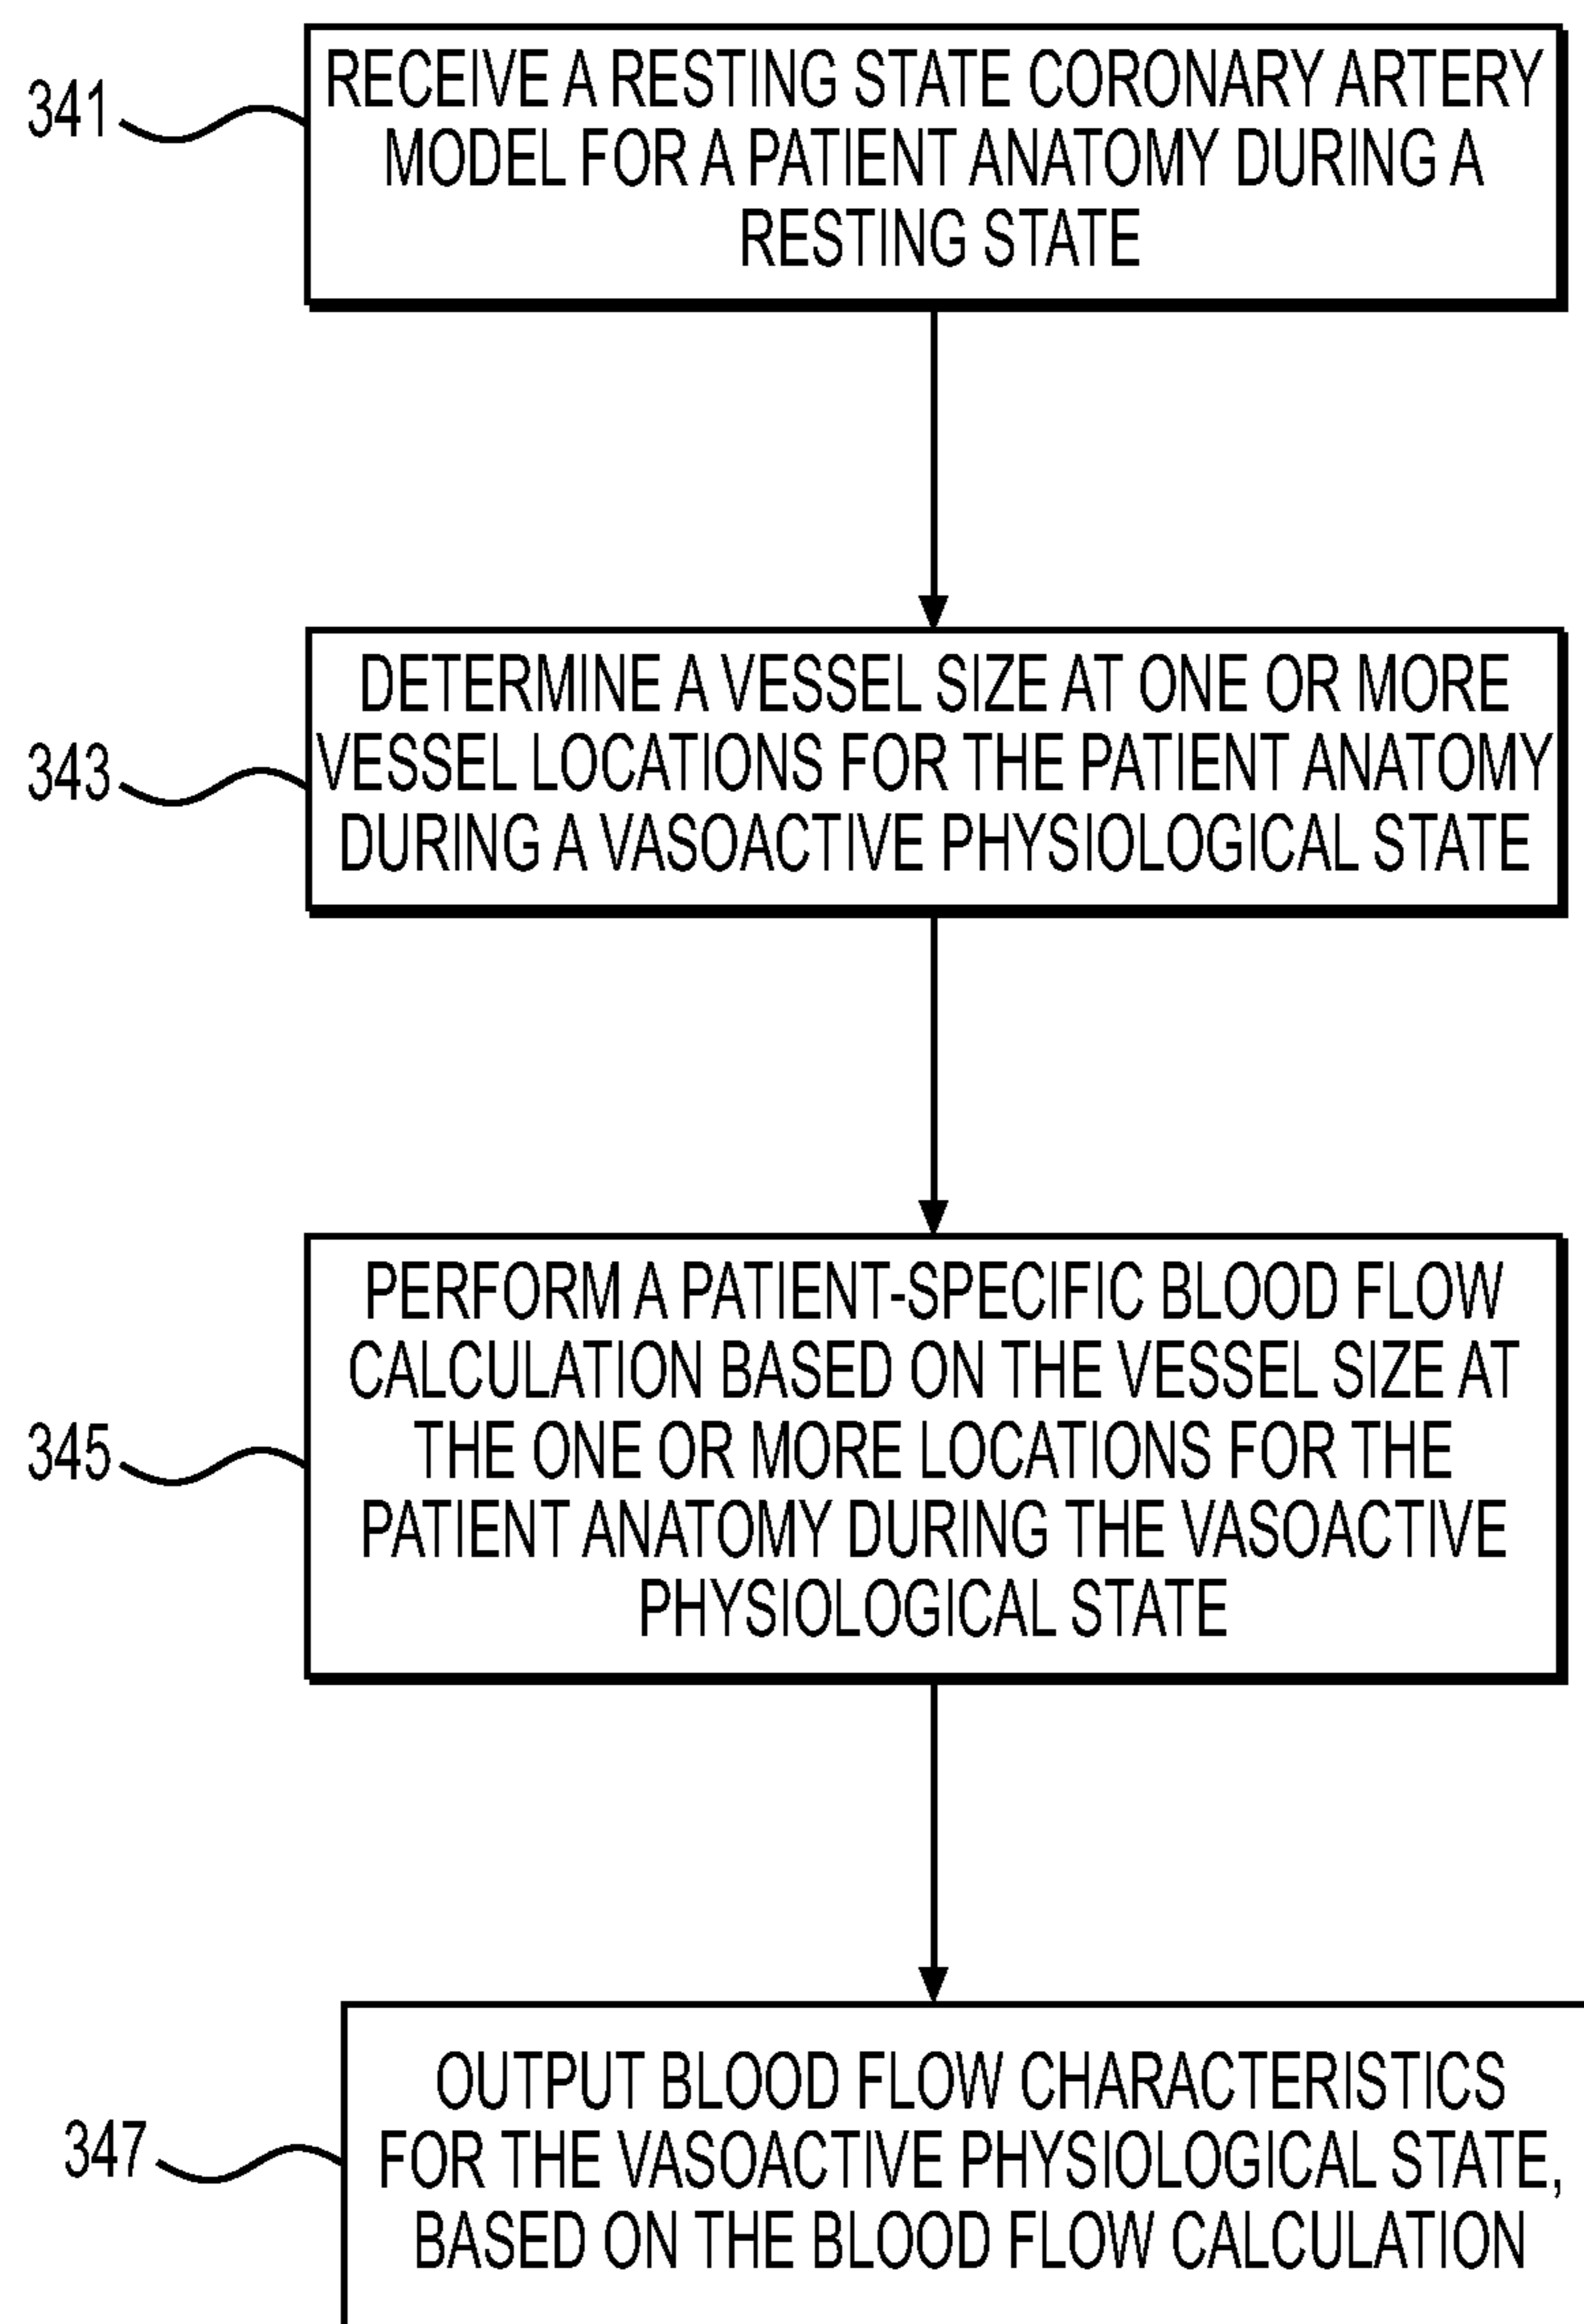 341
RECEIVE A RESTING STATE CORONARY ARTERY
MODEL FOR A PATIENT ANATOMY DURING A
RESTING STATE
343
DETERMINE A VESSEL SIZE AT ONE OR MORE
VESSEL LOCATIONS FOR THE PATIENT ANATOMY
DURING A VASOACTIVE PHYSIOLOGICAL STATE
345
PERFORM A PATIENT-SPECIFIC BLOOD FLOW
CALCULATION BASED ON THE VESSEL SIZE AT
THE ONE OR MORE LOCATIONS FOR THE
PATIENT ANATOMY DURING THE VASOACTIVE
PHYSIOLOGICAL STATE
347
OUTPUT BLOOD FLOW CHARACTERISTICS
FOR THE VASOACTIVE PHYSIOLOGICAL STATE,
BASED ON THE BLOOD FLOW CALCULATION